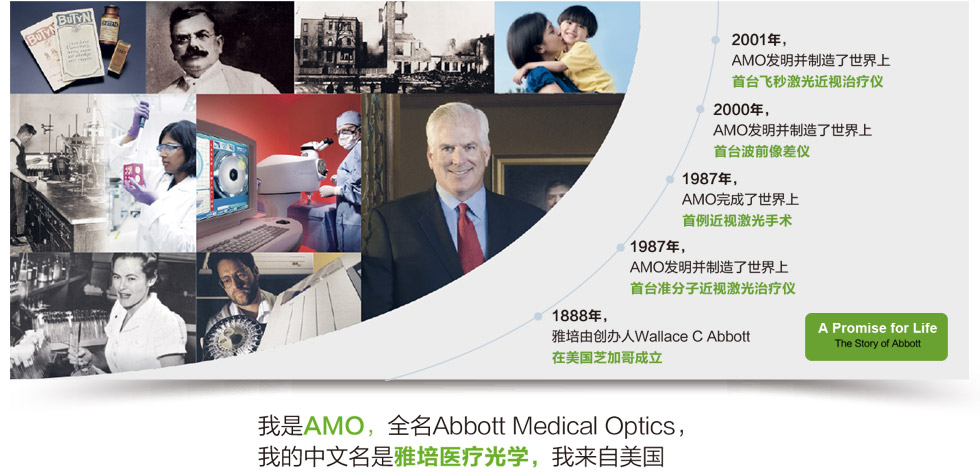 BUTYN
BUTYN
BUTYN
2001年，
AMO发明并制造了世界上
首台飞秒激光近视治疗仪
2000年，
AMO发明并制造了世界上
首台波前像差仪
1987年，
AMO完成了世界上
首例近视激光手术
1987年，
AMO发明并制造了世界上
首台准分子近视激光治疗仪
1888年，
雅培由创办人Wallace C Abbott
在美国芝加哥成立
A Promise for Life
The Story of Abbott
我是AMO，全名Abbott Medical Optics，
我的中文名是雅培医疗光学，我来自美国